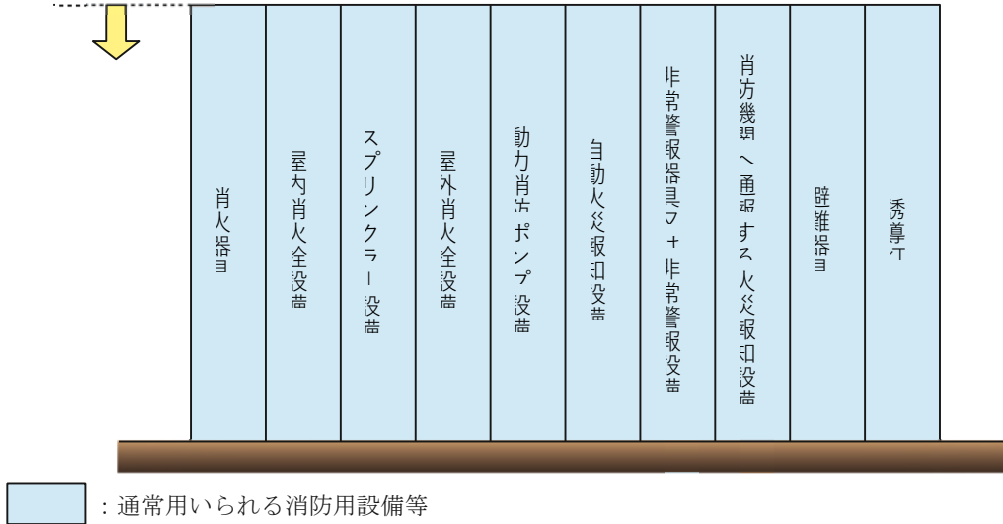 消火器具
屋内消火栓設備
スプリンクラー設備
屋外消火栓設備
動力消防ポンプ設備
自動火災報知設備
非常警報器具又は非常警報設備
消防機関へ通報する火災報知設備
避難器具
誘導灯
：通常用いられる消防用設備等